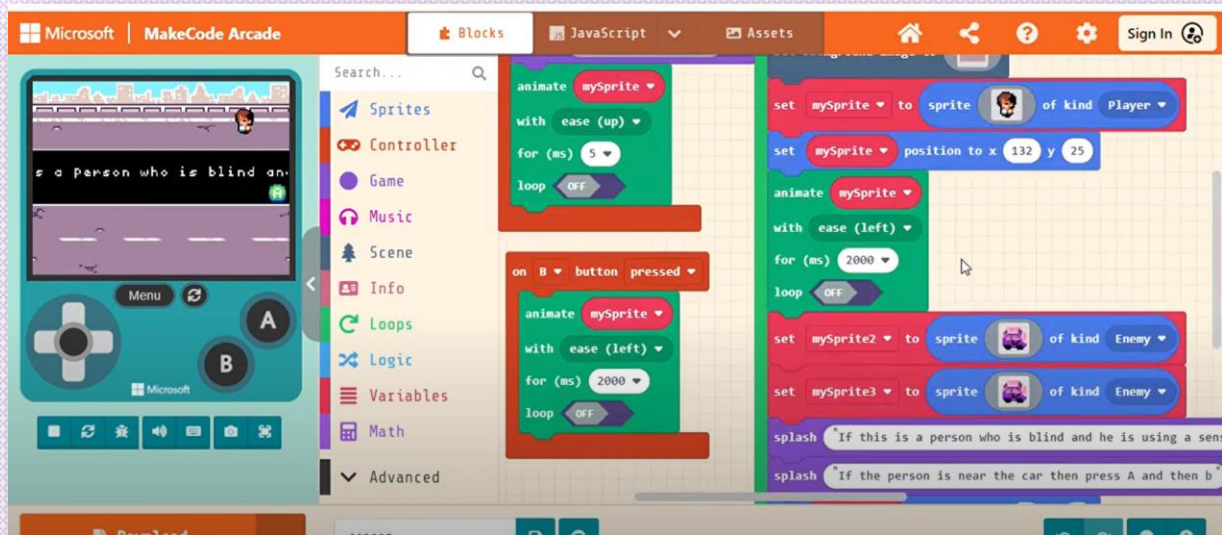 Microsoft | MakeCode Arcade
Blocks
JavaScript
Assets
Sign In
s a Person who is blind an
A
Menu
A
B
Microsoft
Search...
Sprites
Controller
Game
Music
Scene
Info
Loops
Logic
Variables
Math
Advanced
animate mySprite
with ease (up)
for (ms) 5
loop OFF
on B button pressed
animate mySprite
with ease (left)
for (ms) 2000
loop OFF
set mySprite to sprite of kind Player
set mySprite position to x 132 y 25
animate mySprite
with ease (left)
for (ms) 2000
loop OFF
set mySprite2 to sprite of kind Enemy
set mySprite3 to sprite of kind Enemy
splash "If this is a person who is blind and he is using a sens
splash "If the person is near the car then press A and then b"
Download